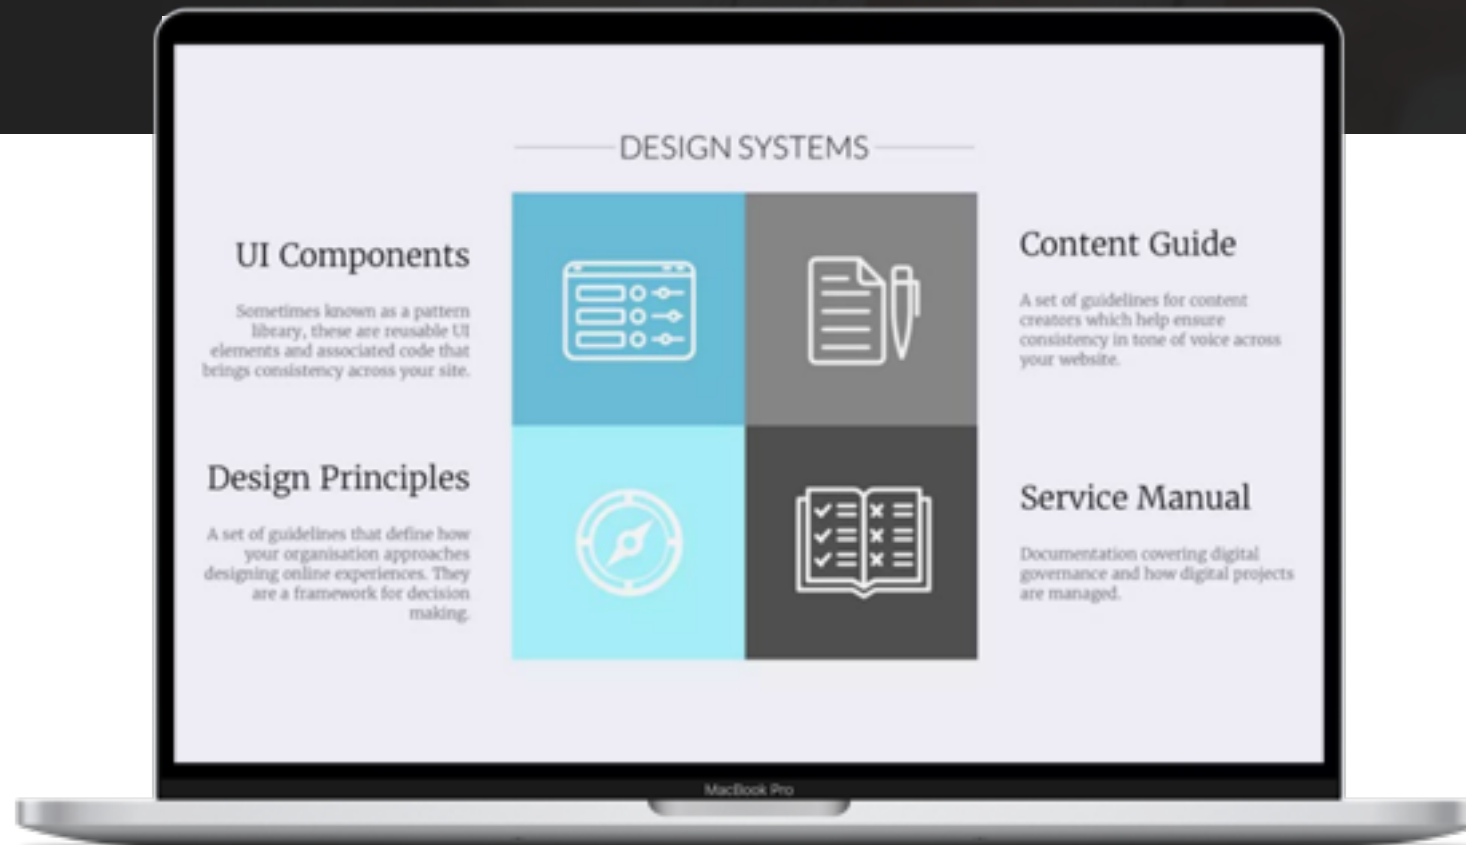 DESIGN SYSTEMS
UI Components
Sometimes known as a pattern
library, these are reusable UI
elements and associated code that
brings consistency across your site.
Content Guide
A set of guidelines for content
creators which help ensure
consistency in tone of voice across
your website.
Design Principles
A set of guidelines that define how
your organisation approaches
designing online experiences. They
are a framework for decision
making.
Service Manual
Documentation covering digital
governance and how digital projects
are managed.
MacBook Pro